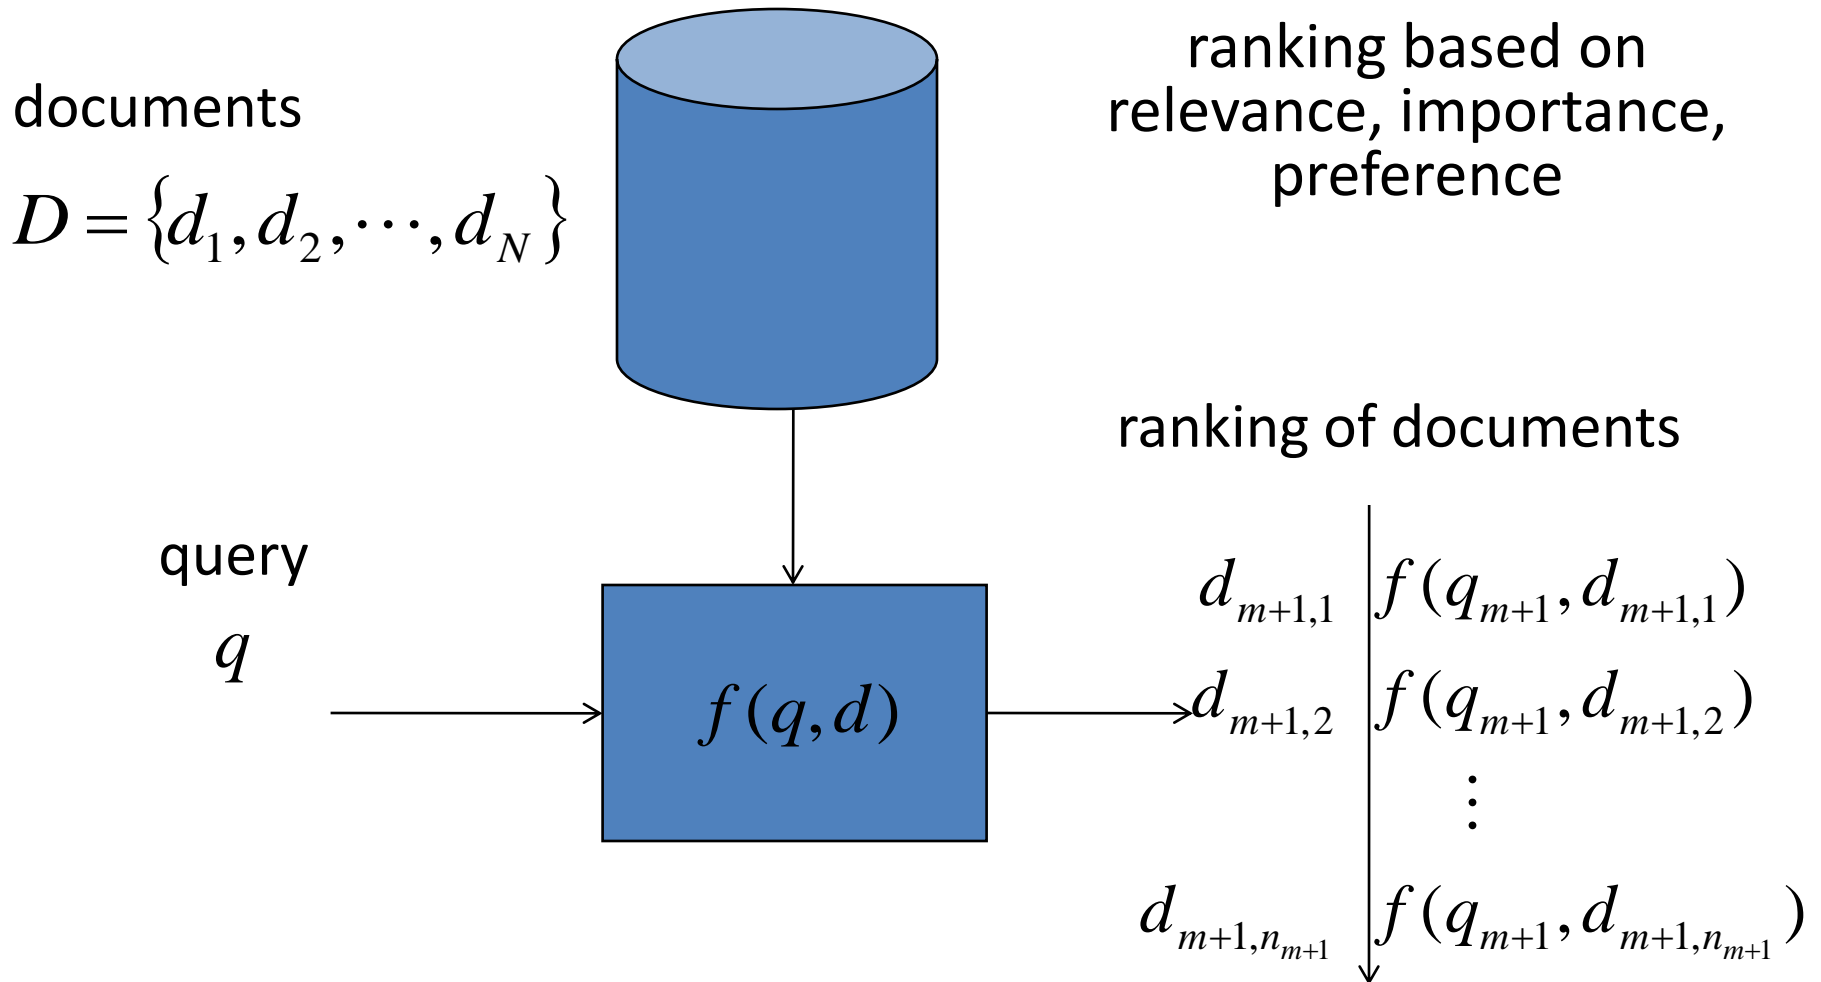 documents
D = {d_1, d_2, ⋯, d_N}
ranking based on
relevance, importance,
preference
ranking of documents
query
q
f(q, d)
d_{m+1,1} f(q_{m+1}, d_{m+1,1})
d_{m+1,2} f(q_{m+1}, d_{m+1,2})
⋮
d_{m+1,n_{m+1}} f(q_{m+1}, d_{m+1,n_{m+1}})